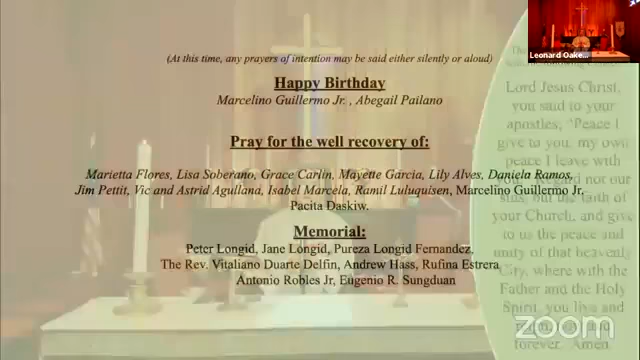 (At this time, any prayers of intention may be said either silently or aloud)
Happy Birthday
Marcelino Guillermo Jr. , Abegail Pailano
Pray for the well recovery of:
Marietta Flores, Lisa Soberano, Grace Carlin, Mayette Garcia, Lily Alves, Daniela Ramos,
Jim Pettit, Vic and Astrid Agullana, Isabel Marcela, Ramil Luluquisen, Marcelino Guillermo Jr.
Pacita Daskiw.
Memorial:
Peter Longid, Jane Longid, Pureza Longid Fernandez,
The Rev. Vitaliano Duarte Delfin, Andrew Hass, Rufina Estrera
Antonio Robles Jr, Eugenio R. Sungduan
Leonard Oake...
Lord Jesus Christ,
you said to your
apostles, "Peace I
give to you, my own
peace I leave with
not our
the faith of
your Church, and give
to us the peace and
unity of that heavenly
City, where with the
Father and the Holy
Spirit, you live and
forever. Amen.
zoom